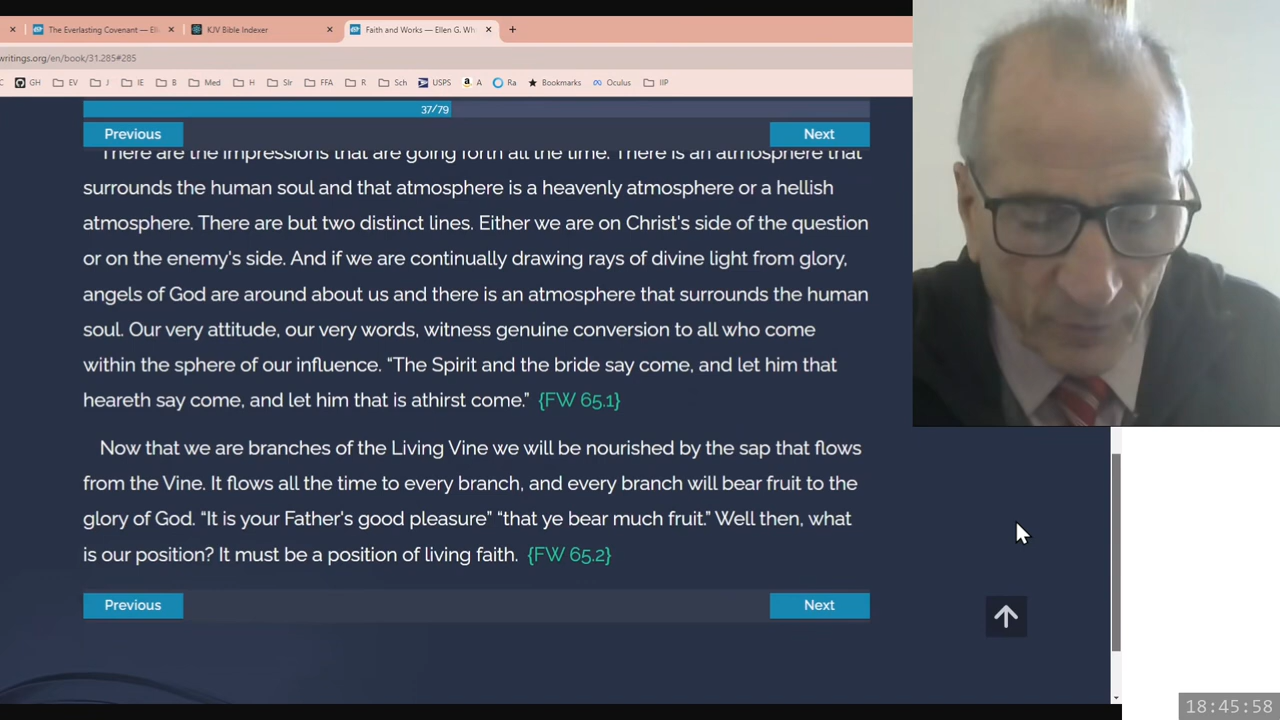 The Everlasting Covenant — Ell
KJV Bible Indexer
Faith and Works — Ellen G. Wh
writings.org/en/book/31.285#285
GH EV J IE B Med H Slr FFA R Sch USPS A Ra Bookmarks Oculus IIP
37/79
Previous Next
There are the impressions that are going forth all the time. There is an atmosphere that
surrounds the human soul and that atmosphere is a heavenly atmosphere or a hellish
atmosphere. There are but two distinct lines. Either we are on Christ's side of the question
or on the enemy's side. And if we are continually drawing rays of divine light from glory,
angels of God are around about us and there is an atmosphere that surrounds the human
soul. Our very attitude, our very words, witness genuine conversion to all who come
within the sphere of our influence. “The Spirit and the bride say come, and let him that
heareth say come, and let him that is athirst come.” {FW 65.1}
Now that we are branches of the Living Vine we will be nourished by the sap that flows
from the Vine. It flows all the time to every branch, and every branch will bear fruit to the
glory of God. “It is your Father's good pleasure” “that ye bear much fruit.” Well then, what
is our position? It must be a position of living faith. {FW 65.2}
Previous Next
18:45:58